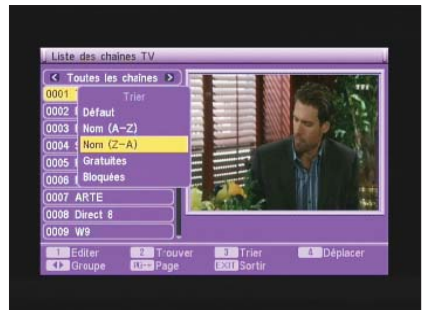 Liste des chaînes TV
Toutes les chaînes
0001
Trier
0002
Défaut
0003
Nom (A-Z)
0004
Nom (Z-A)
0005
Gratuites
0006
Bloquées
0007 ARTE
0008 Direct 8
0009 W9
1 Editer 2 Trouver 3 Trier 4 Déplacer
Groupe Page EXIT Sortir